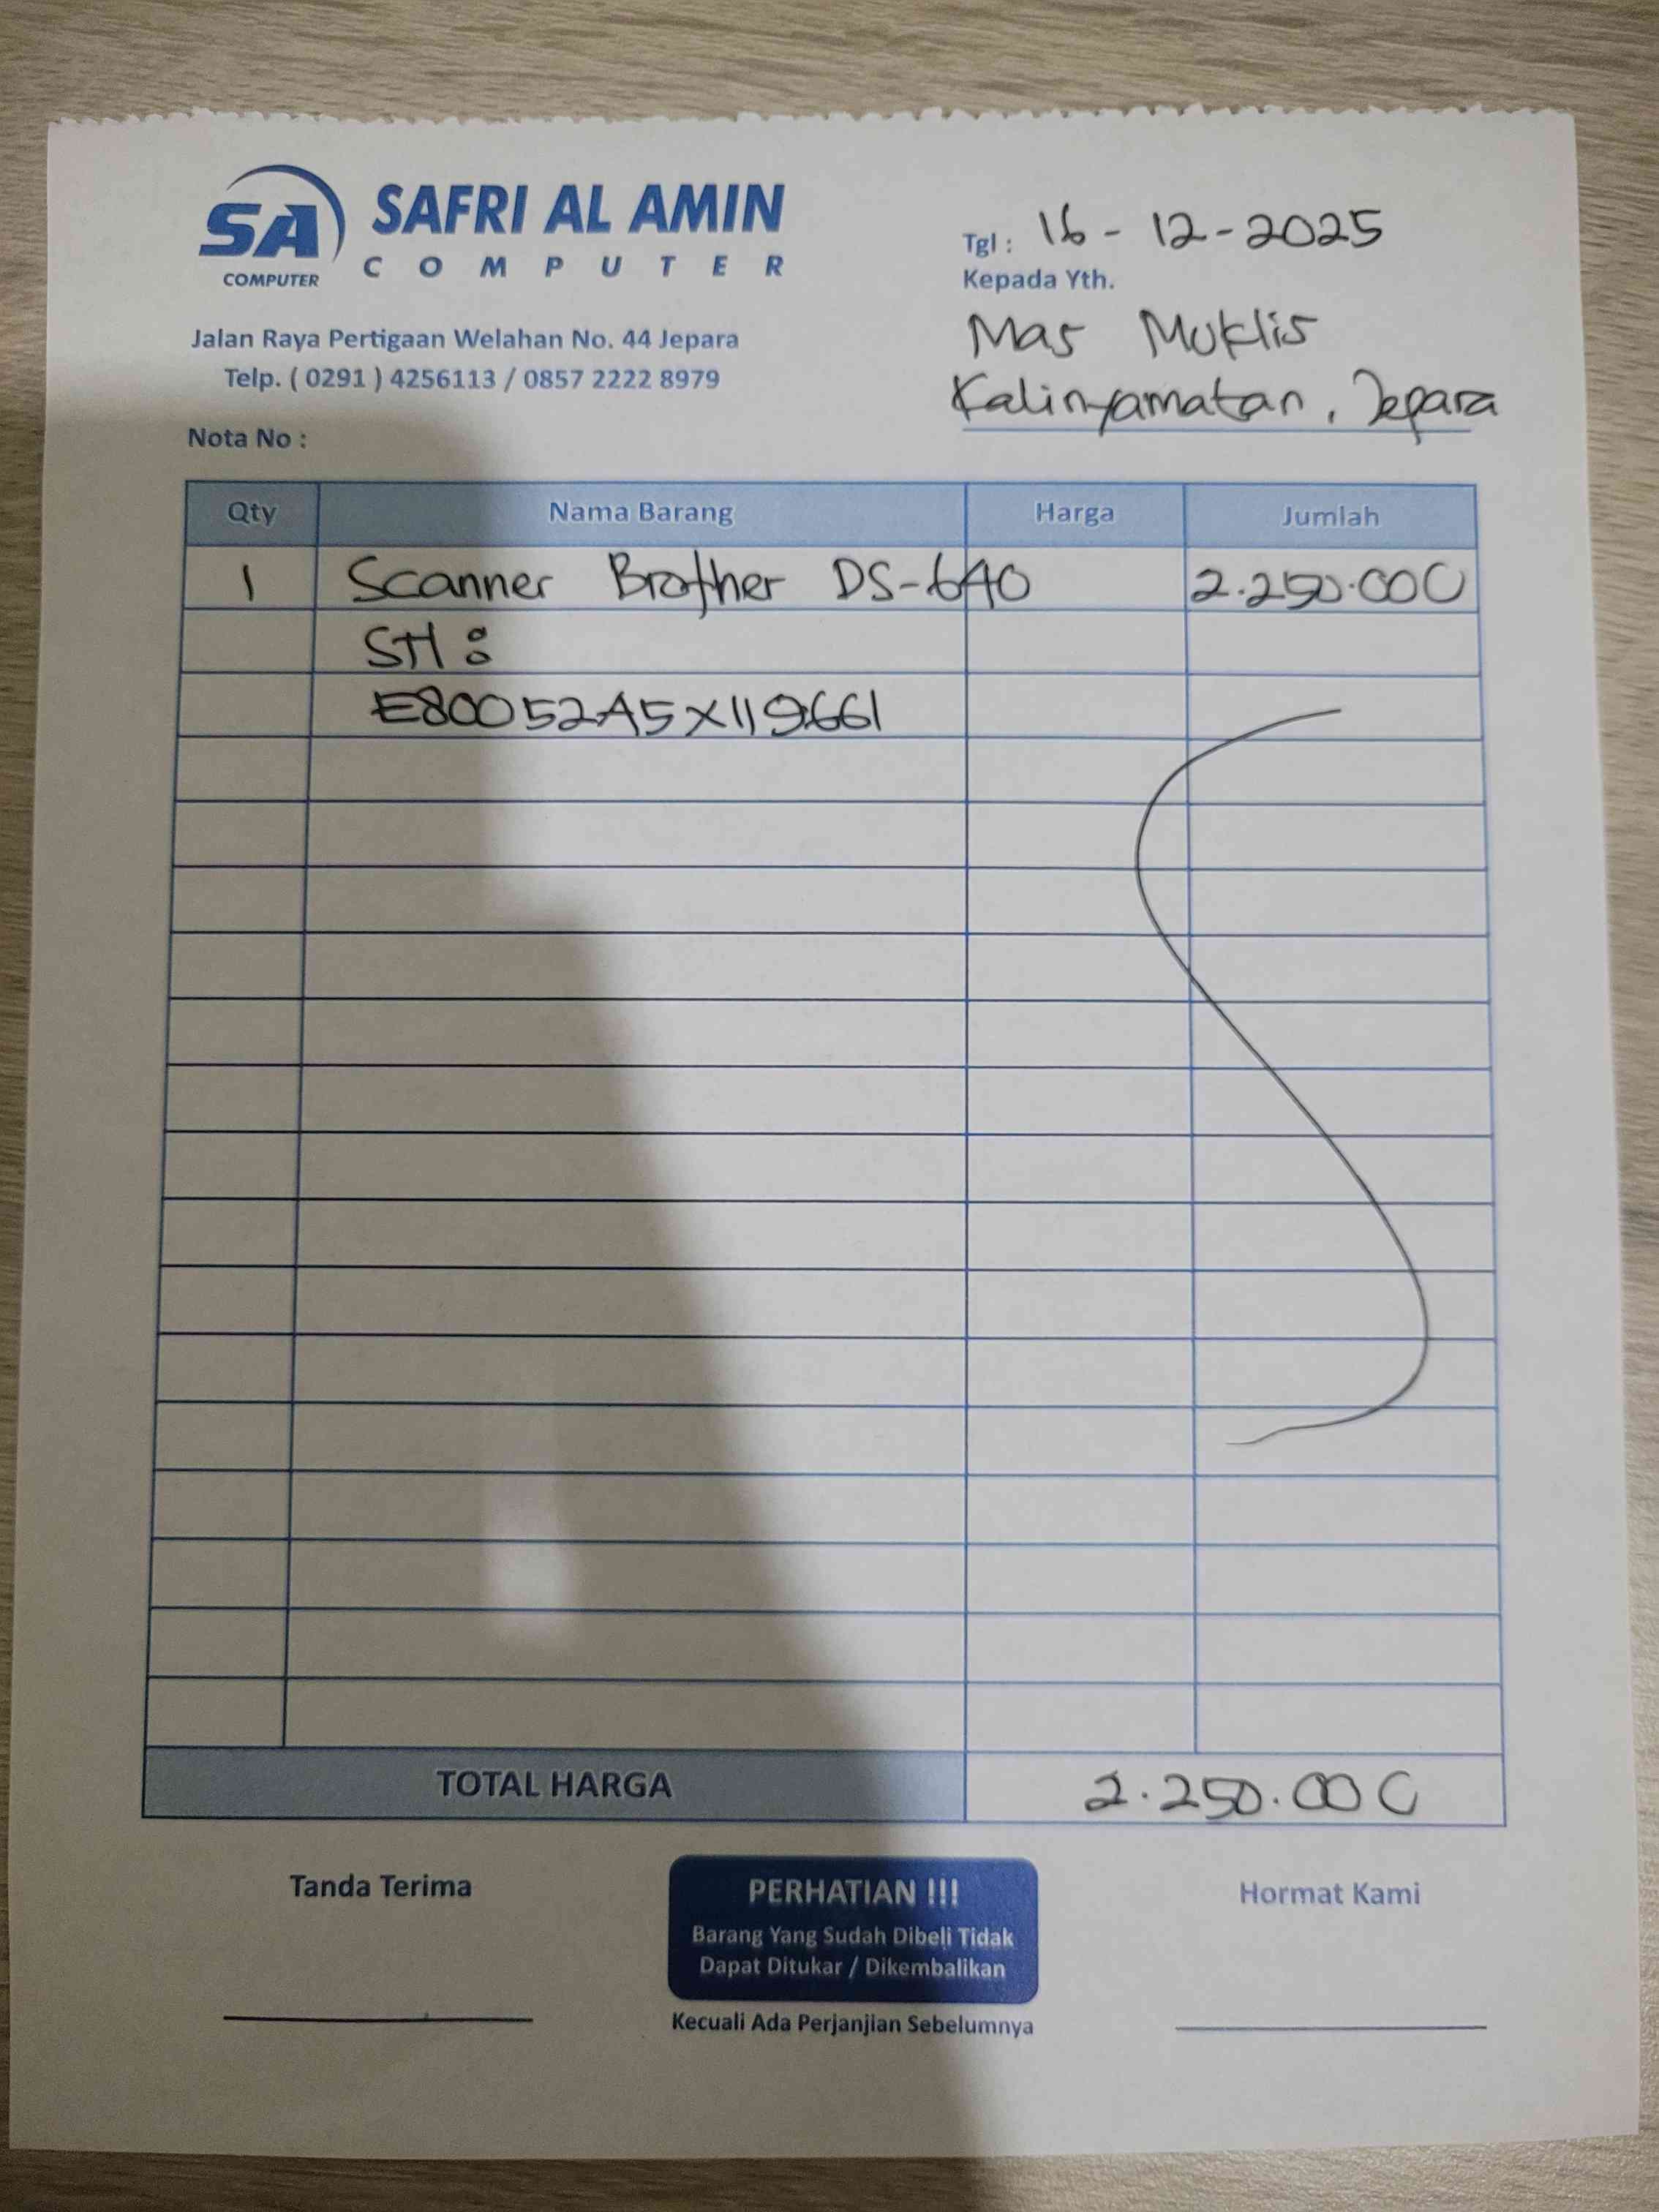 SA
COMPUTER
SAFRI AL AMIN
COMPUTER
Jalan Raya Pertigaan Welahan No. 44 Jepara
Telp. ( 0291 ) 4256113 / 0857 2222 8979
Nota No :
Tgl : 16 - 12 - 2025
Kepada Yth.
Mas Muklis
Kalinyamatan, Jepara
Qty Nama Barang Harga Jumlah
1 Scanner Brother DS-640 2.250.000
SN :
E80052A5X119661
TOTAL HARGA 2.250.000
Tanda Terima
PERHATIAN !!!
Barang Yang Sudah Dibeli Tidak
Dapat Ditukar / Dikembalikan
Kecuali Ada Perjanjian Sebelumnya
Hormat Kami